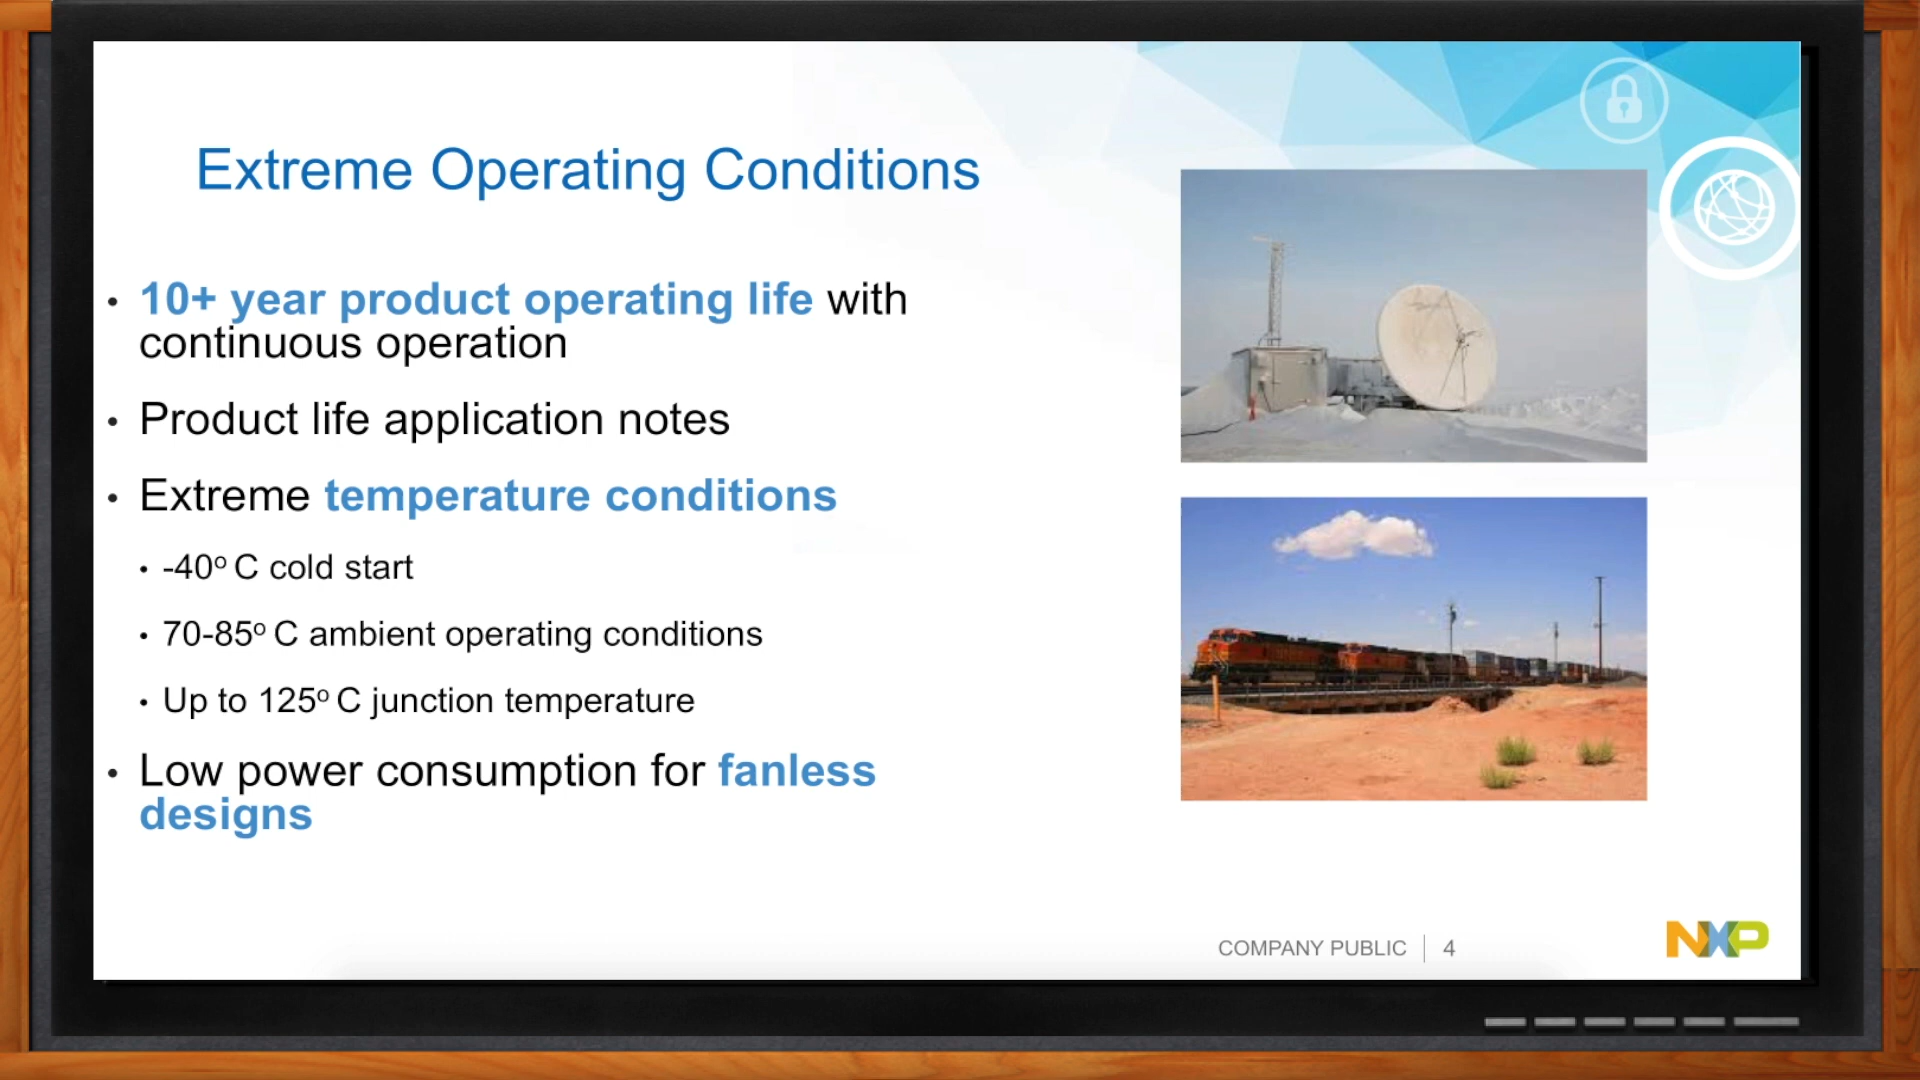 Extreme Operating Conditions
• 10+ year product operating life with
continuous operation
• Product life application notes
• Extreme temperature conditions
• -40º C cold start
• 70-85º C ambient operating conditions
• Up to 125º C junction temperature
• Low power consumption for fanless
designs
COMPANY PUBLIC | 4
NXP